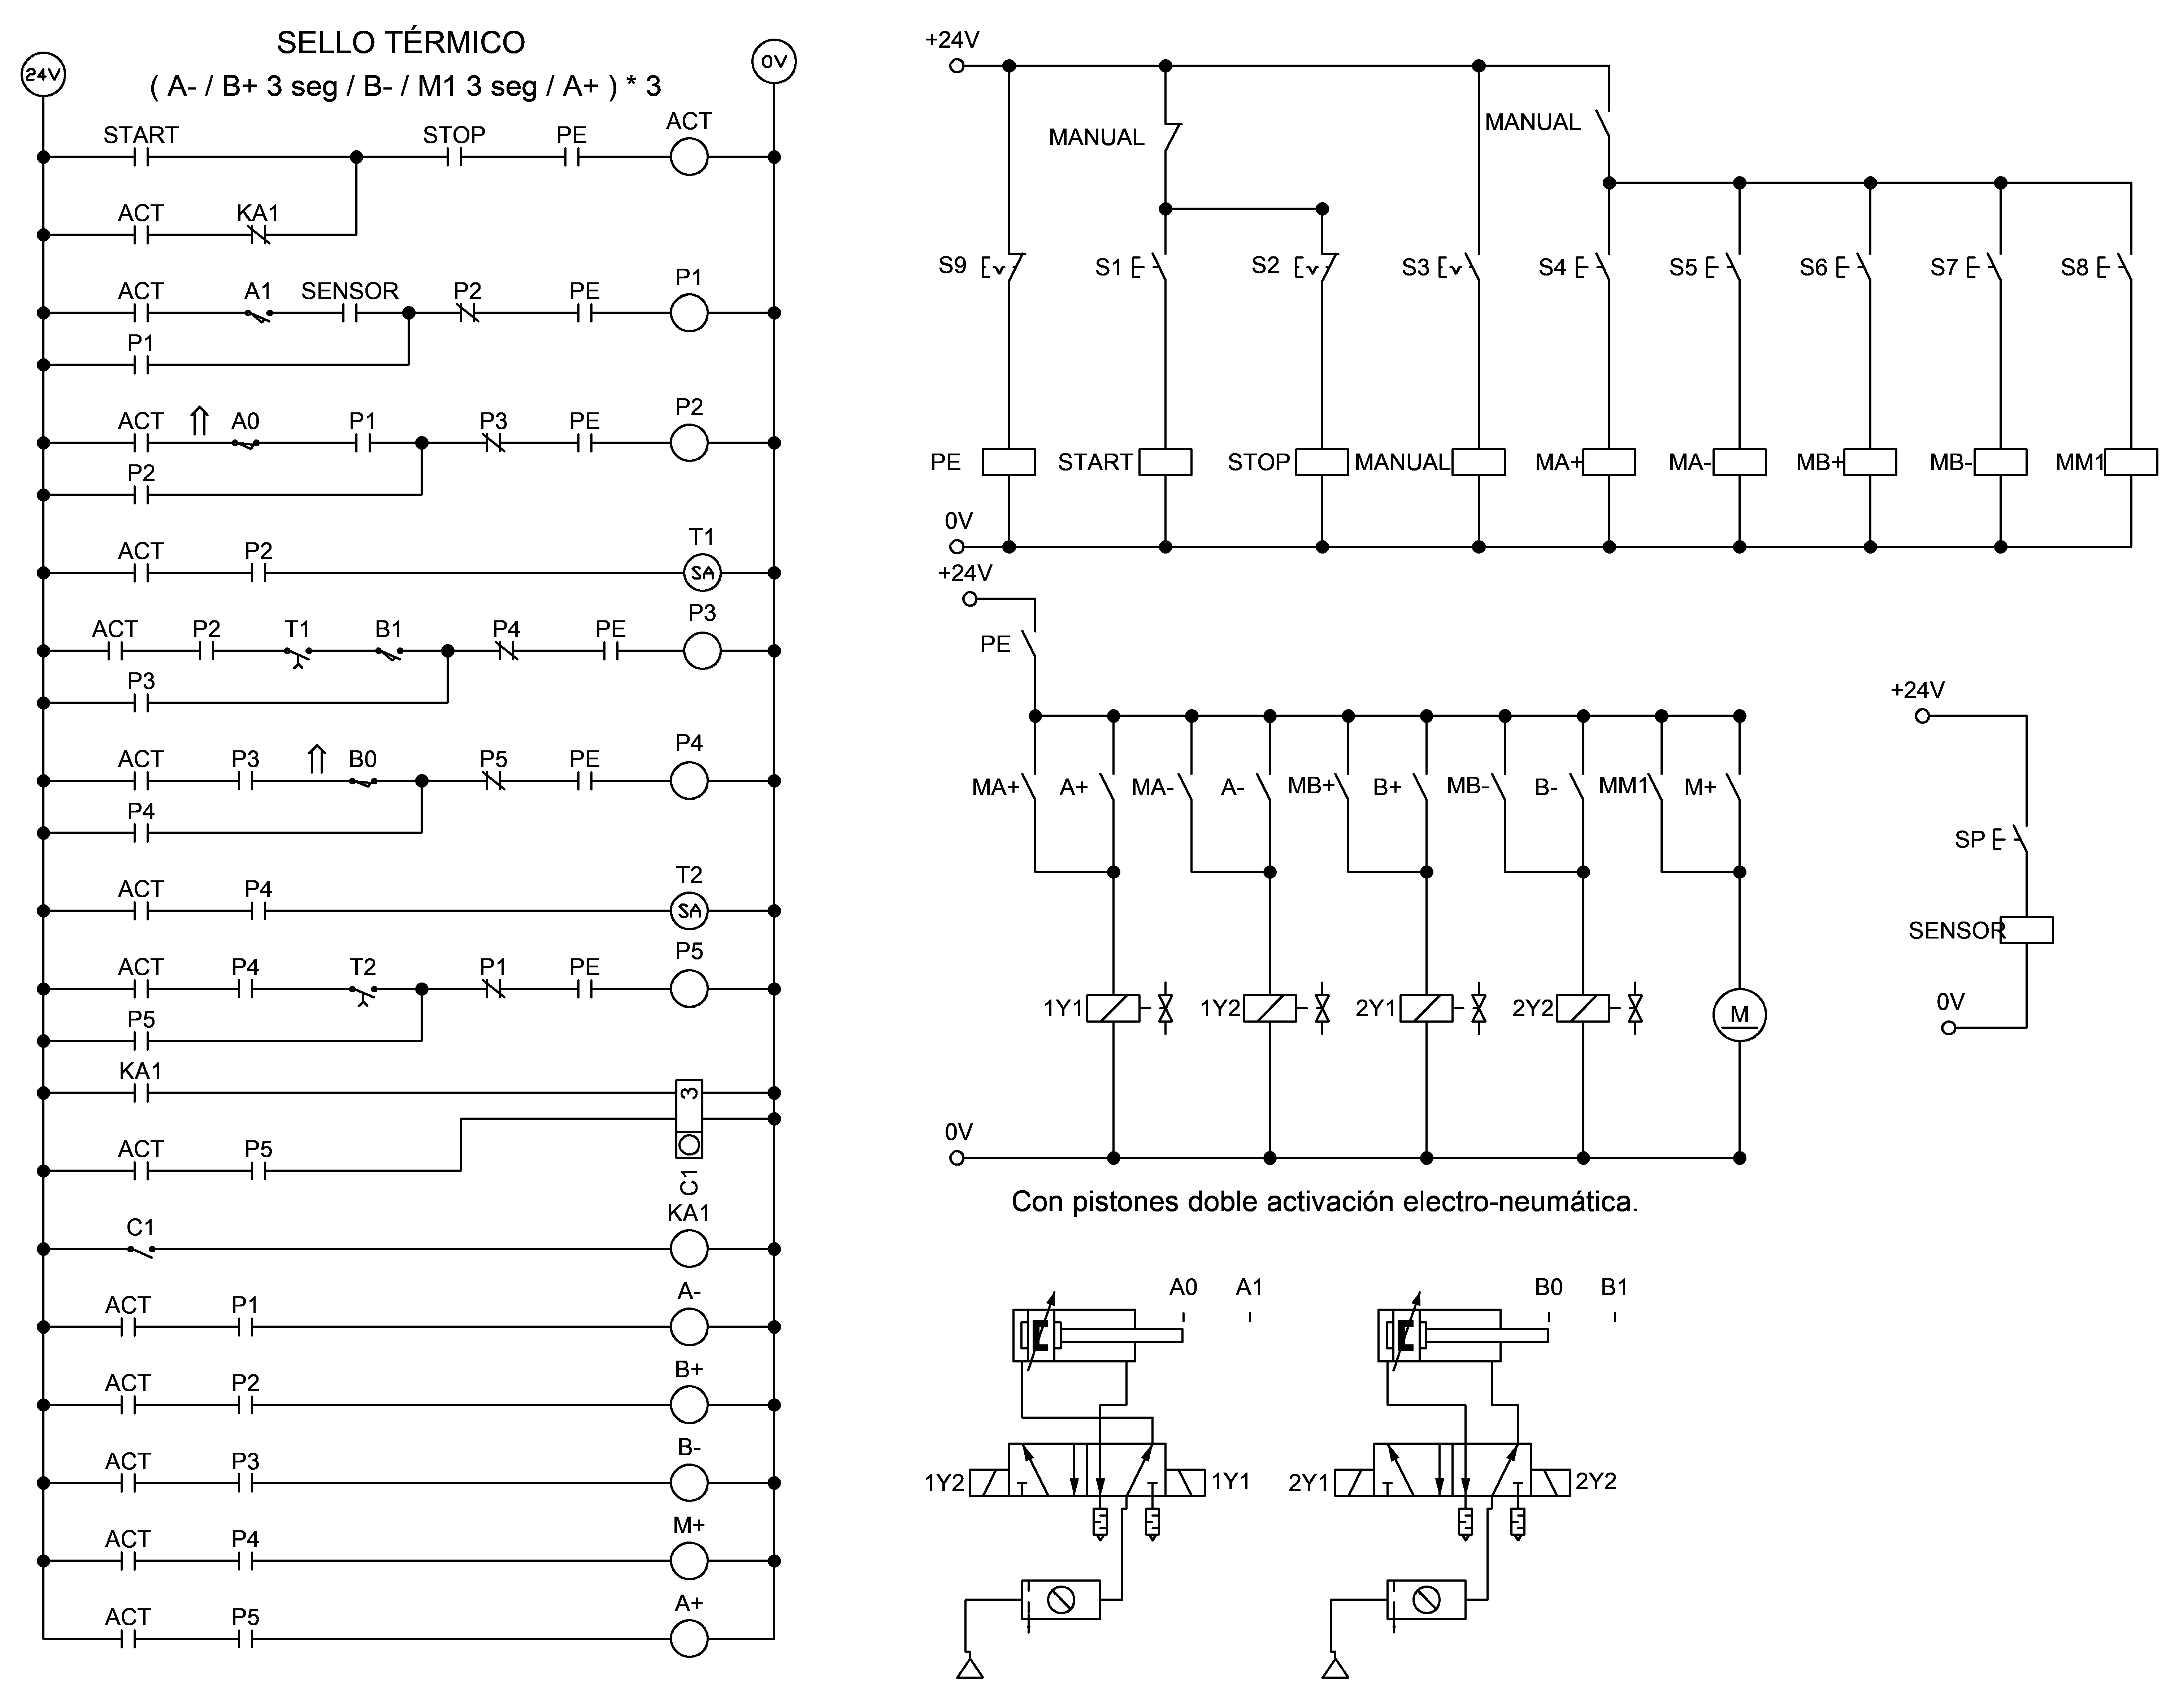 SELLO TÉRMICO
( A- / B+ 3 seg / B- / M1 3 seg / A+ ) * 3
24V
0V
START STOP PE ACT
ACT KA1
ACT A1 SENSOR P2 PE P1
P1
ACT A0 P1 P3 PE P2
P2
ACT P2 T1
SA
ACT P2 T1 B1 P4 PE P3
P3
ACT P3 B0 P5 PE P4
P4
ACT P4 T2
SA
ACT P4 T2 P1 PE P5
P5
KA1
3
ACT P5
C1
C1 KA1
ACT P1 A-
ACT P2 B+
ACT P3 B-
ACT P4 M+
ACT P5 A+
+24V
MANUAL MANUAL
S9 S1 S2 S3 S4 S5 S6 S7 S8
PE START STOP MANUAL MA+ MA- MB+ MB- MM1
0V
+24V
PE
MA+ A+ MA- A- MB+ B+ MB- B- MM1 M+
1Y1 1Y2 2Y1 2Y2 M
0V
+24V
SP
SENSOR
0V
Con pistones doble activación electro-neumática.
A0 A1 B0 B1
1Y2 1Y1 2Y1 2Y2